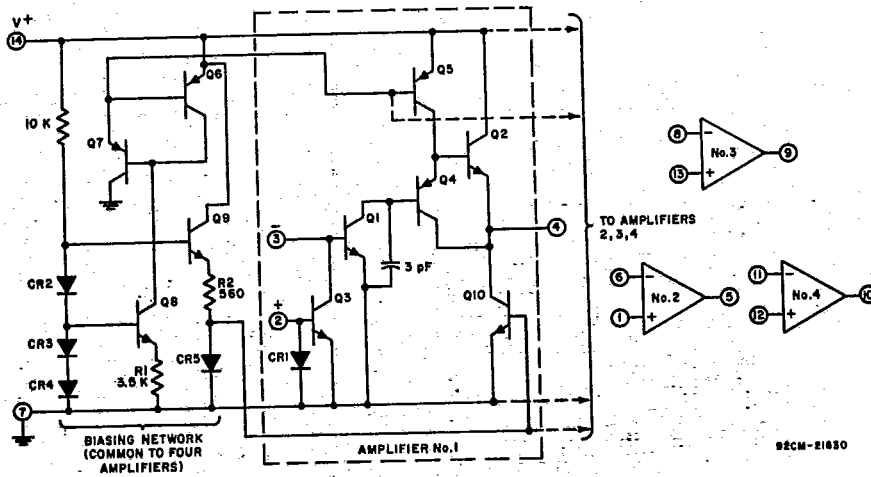 V+
14
Q6
Q5
10 K
Q7
Q2
Q4
Q9
Q1
CR2
R2
560
3
−
3 pF
4
TO AMPLIFIERS
2,3,4
Q8
+
2
Q3
Q10
CR3
CR1
CR5
R1
3.5 K
CR4
7
BIASING NETWORK
(COMMON TO FOUR
AMPLIFIERS)
AMPLIFIER No.1
8
−
No.3
9
13
+
6
−
No.2
5
1
+
11
−
No.4
10
12
+
92CM-21830